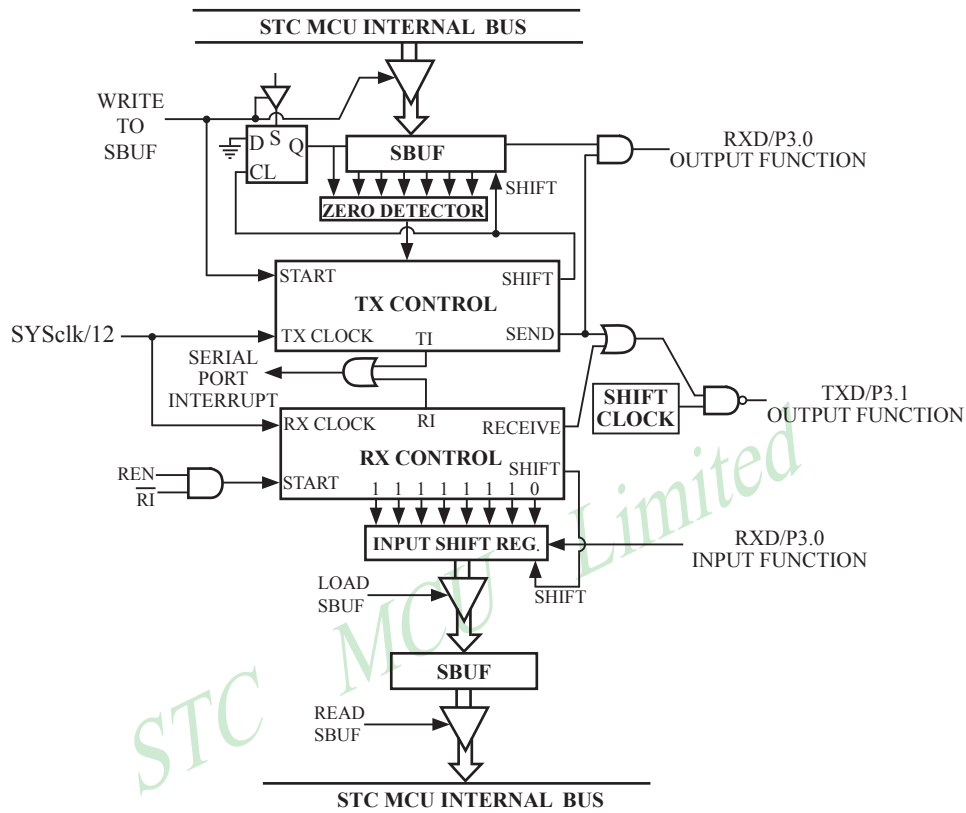 STC MCU INTERNAL BUS
WRITE
TO
SBUF
S
D
Q
CL
SBUF
SHIFT
ZERO DETECTOR
RXD/P3.0
OUTPUT FUNCTION
START
SHIFT
TX CONTROL
SYSclk/12
TX CLOCK
TI
SEND
SERIAL
PORT
INTERRUPT
SHIFT
CLOCK
TXD/P3.1
OUTPUT FUNCTION
RX CLOCK
RI
RECEIVE
RX CONTROL
SHIFT
REN
RI
START
1 1 1 1 1 1 1 0
INPUT SHIFT REG.
RXD/P3.0
INPUT FUNCTION
LOAD
SBUF
SHIFT
SBUF
READ
SBUF
STC MCU INTERNAL BUS
STC MCU Limited